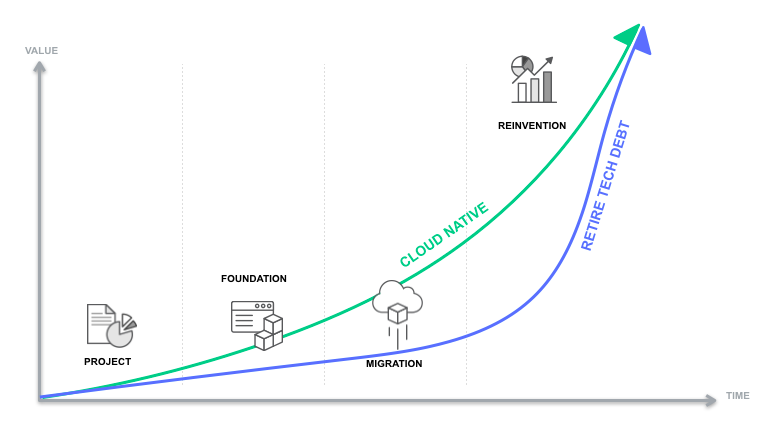 VALUE
REINVENTION
RETIRE TECH DEBT
CLOUD NATIVE
FOUNDATION
PROJECT
MIGRATION
TIME